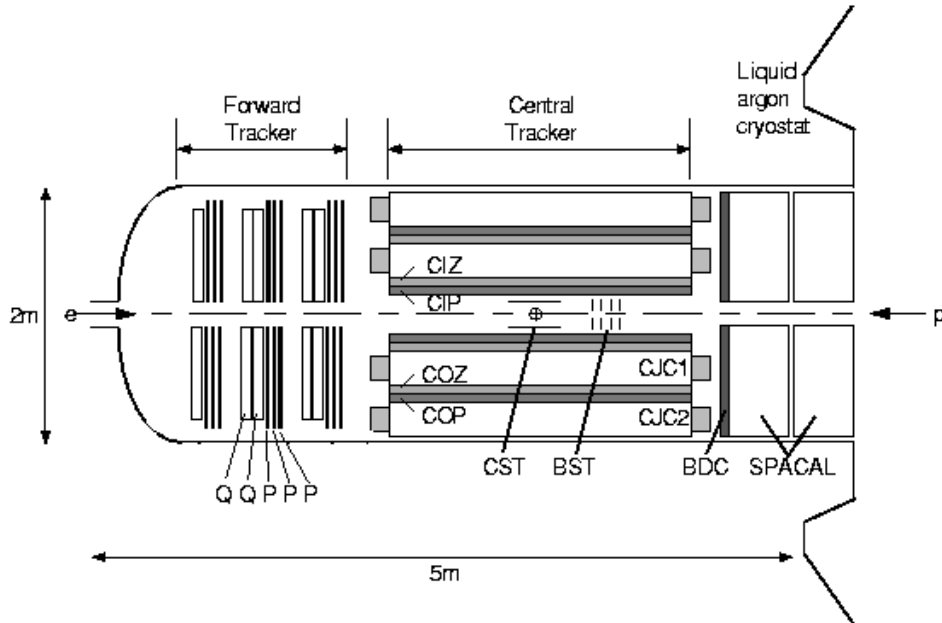 Liquid
argon
cryostat
Forward
Tracker
Central
Tracker
CIZ
CIP
2m
e
p
COZ
COP
CJC1
CJC2
CST
BST
BDC
SPACAL
Q Q P P P
5m